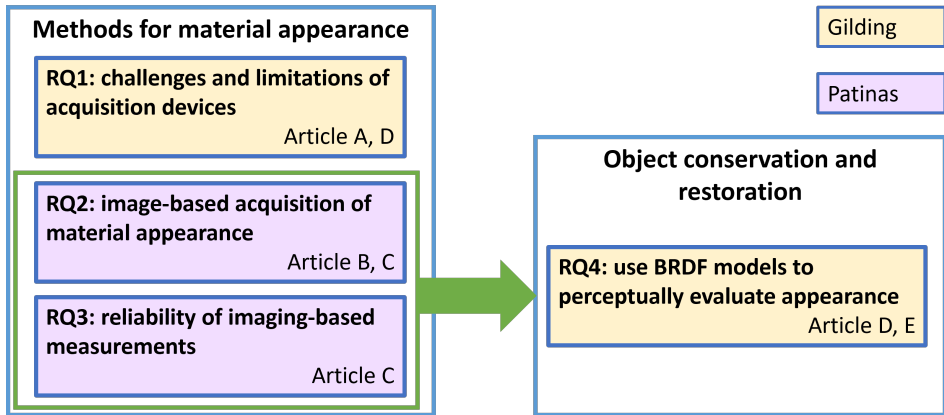 Methods for material appearance
RQ1: challenges and limitations of
acquisition devices
Article A, D
RQ2: image-based acquisition of
material appearance
Article B, C
RQ3: reliability of imaging-based
measurements
Article C
Gilding
Patinas
Object conservation and
restoration
RQ4: use BRDF models to
perceptually evaluate appearance
Article D, E